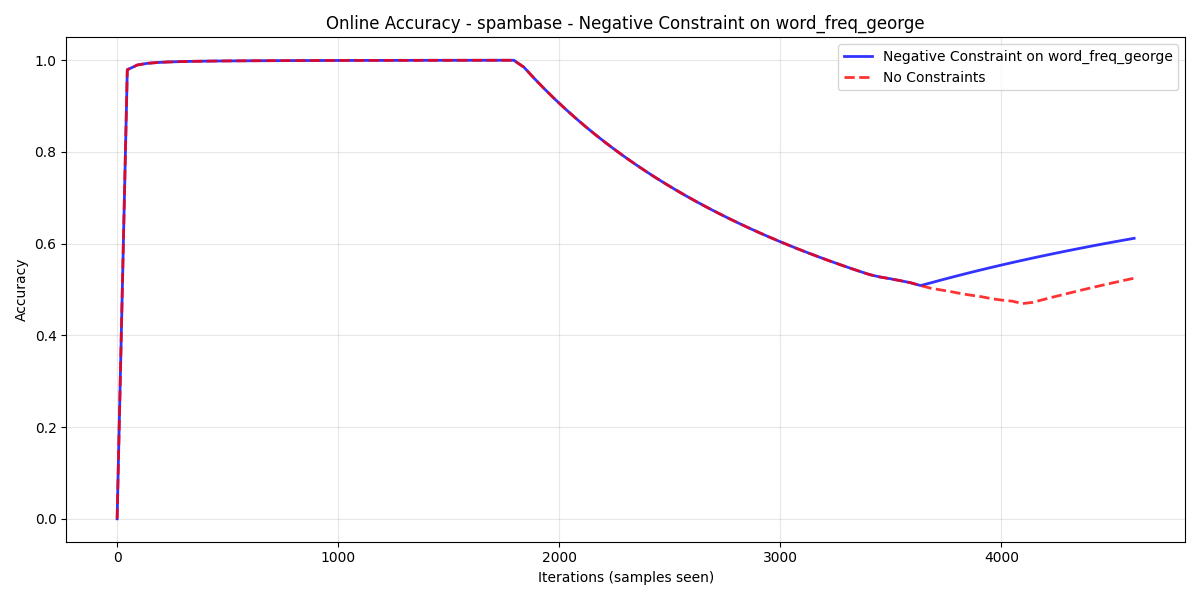 Online Accuracy - spambase - Negative Constraint on word_freq_george
Negative Constraint on word_freq_george
No Constraints
1.0
0.8
0.6
0.4
0.2
0.0
Accuracy
0 1000 2000 3000 4000
Iterations (samples seen)